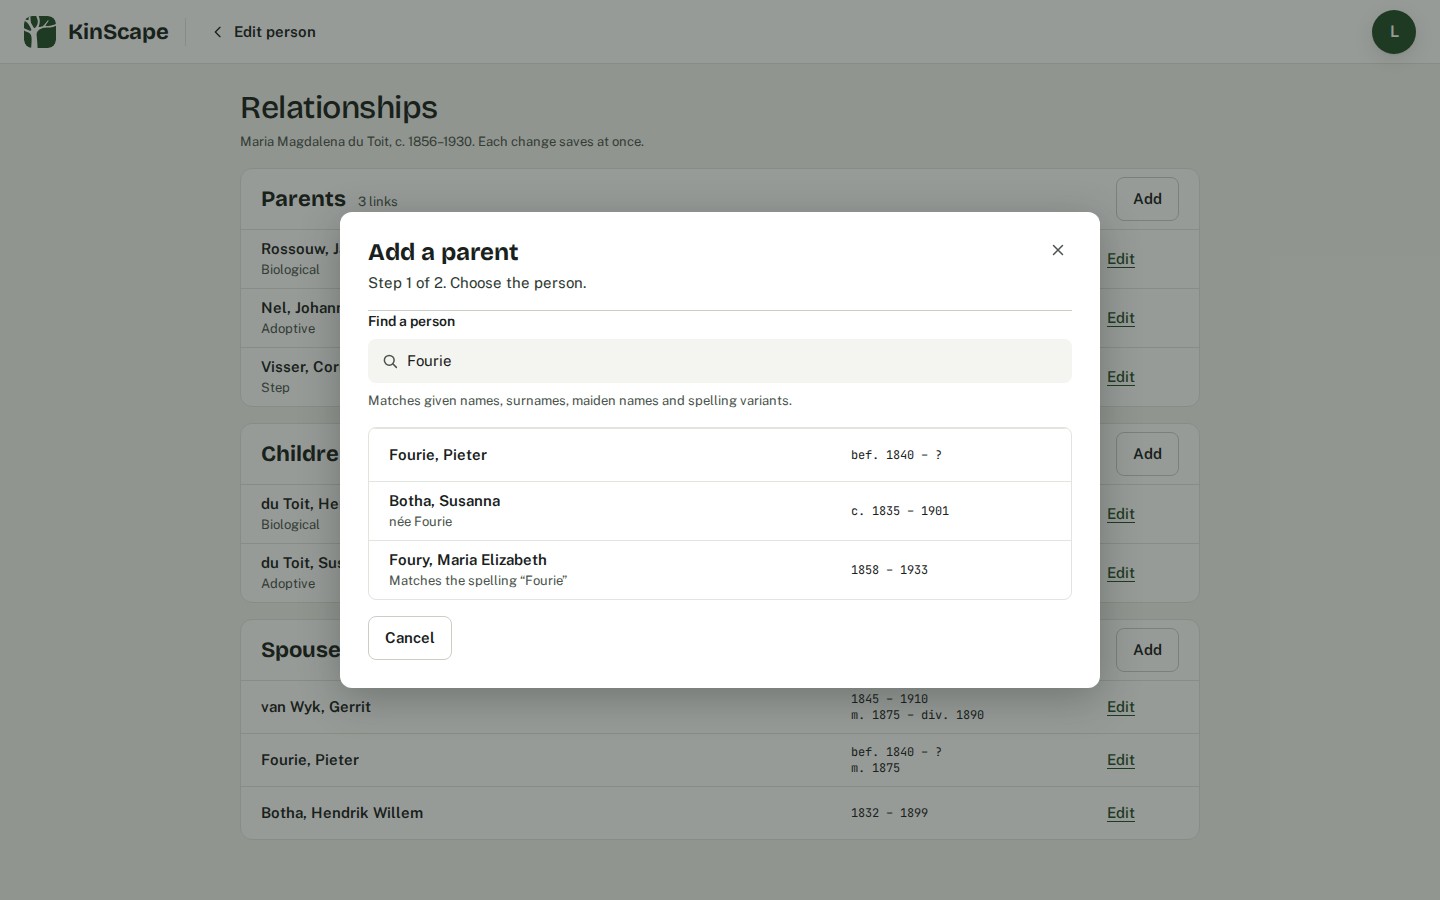 KinScape
Edit person
L
Relationships
Maria Magdalena du Toit, c. 1856–1930. Each change saves at once.
Parents 3 links
Add
Rossouw, J
Biological
Edit
Nel, Johann
Adoptive
Edit
Visser, Cor
Step
Edit
Add a parent
Step 1 of 2. Choose the person.
Find a person
Fourie
Matches given names, surnames, maiden names and spelling variants.
Fourie, Pieter
bef. 1840 – ?
Botha, Susanna
née Fourie
c. 1835 – 1901
Foury, Maria Elizabeth
Matches the spelling “Fourie”
1858 – 1933
Cancel
Childre
Add
du Toit, He
Biological
Edit
du Toit, Sus
Adoptive
Edit
Spouse
Add
van Wyk, Gerrit
1845 – 1910
m. 1875 – div. 1890
Edit
Fourie, Pieter
bef. 1840 – ?
m. 1875
Edit
Botha, Hendrik Willem
1832 – 1899
Edit